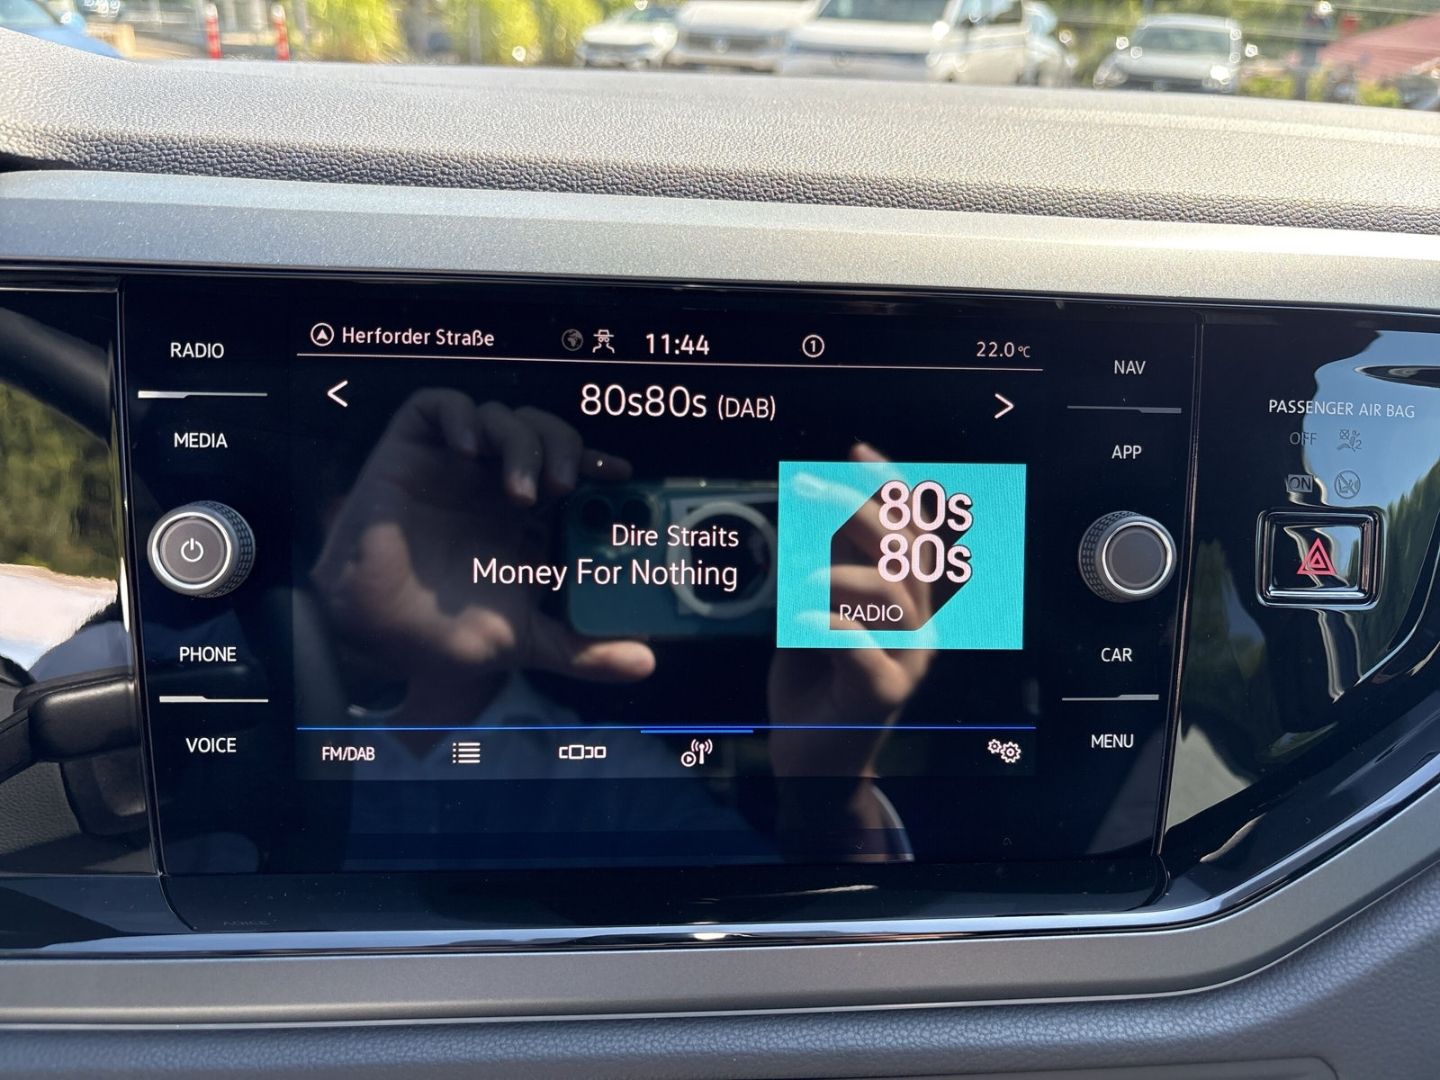 Herforder Straße
11:44
1
22.0°C
80s80s (DAB)
Dire Straits
Money For Nothing
80s
80s
RADIO
FM/DAB
RADIO
MEDIA
PHONE
VOICE
NAV
APP
CAR
MENU
PASSENGER AIR BAG
OFF
ON